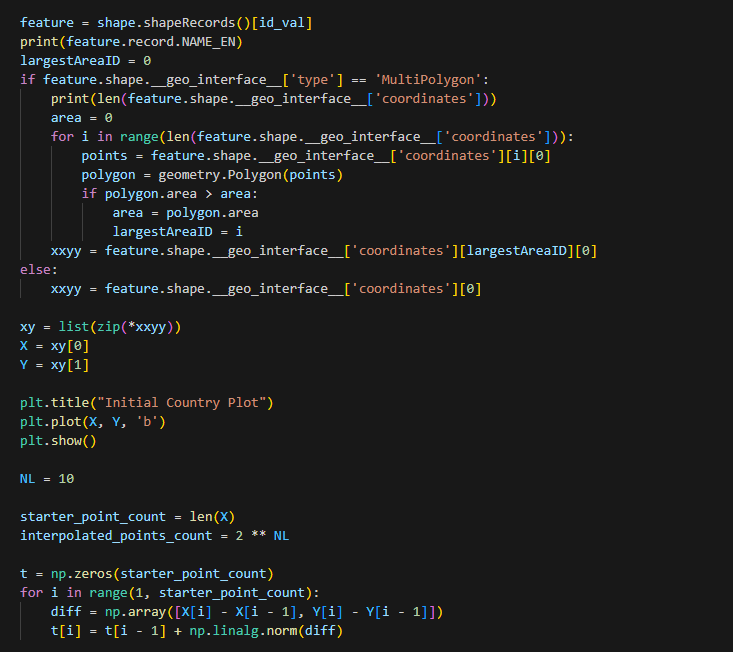 feature = shape.shapeRecords()[id_val]
print(feature.record.NAME_EN)
largestAreaID = 0
if feature.shape.__geo_interface__['type'] == 'MultiPolygon':
    print(len(feature.shape.__geo_interface__['coordinates']))
    area = 0
    for i in range(len(feature.shape.__geo_interface__['coordinates'])):
        points = feature.shape.__geo_interface__['coordinates'][i][0]
        polygon = geometry.Polygon(points)
        if polygon.area > area:
            area = polygon.area
            largestAreaID = i
    xxyy = feature.shape.__geo_interface__['coordinates'][largestAreaID][0]
else:
    xxyy = feature.shape.__geo_interface__['coordinates'][0]

xy = list(zip(*xxyy))
X = xy[0]
Y = xy[1]

plt.title("Initial Country Plot")
plt.plot(X, Y, 'b')
plt.show()

NL = 10

starter_point_count = len(X)
interpolated_points_count = 2 ** NL

t = np.zeros(starter_point_count)
for i in range(1, starter_point_count):
    diff = np.array([X[i] - X[i - 1], Y[i] - Y[i - 1]])
    t[i] = t[i - 1] + np.linalg.norm(diff)